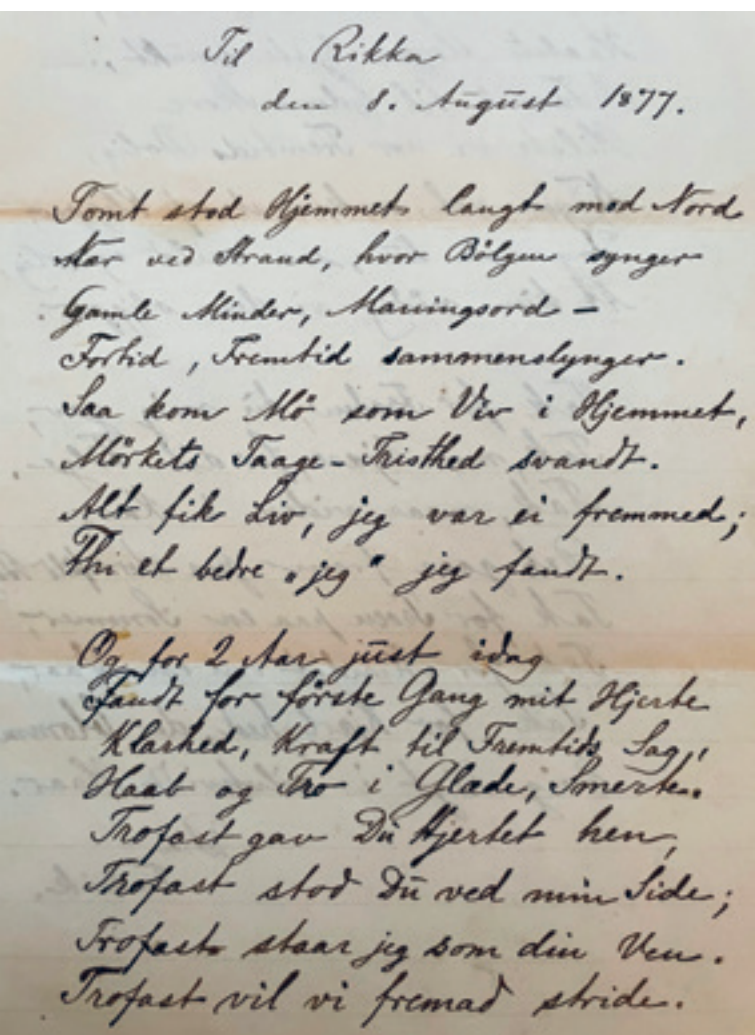 Til Rikka
den 8. August 1877.
Tomt stod Hjemmet langt mod Nord
Nær ved Strand, hvor Bölgen synger
Gamle Minder, Maningsord –
Fortid, Fremtid sammenslynger.
Saa kom Mö som Viv i Hjemmet,
Mörkets Taage-Tristhed svandt.
Alt fik Liv, jeg var ei fremmed;
Thi et bedre „jeg" jeg fandt.
Og for 2 Aar just idag
Fandt for förste Gang mit Hjerte
Klarhed, Kraft til Fremtids Sag,
Haab og Tro i Glæde, Smerte.
Trofast gav Du Hjertet hen,
Trofast stod Du ved min Side;
Trofast staar jeg som din Ven.
Trofast vil vi fremad stride.